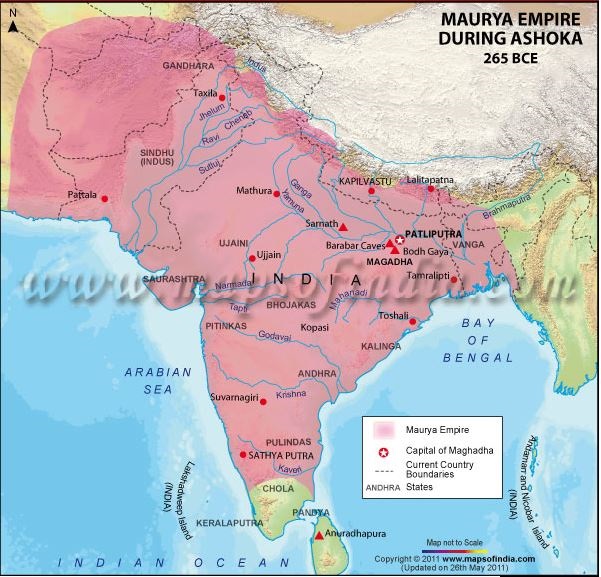 N
MAURYA EMPIRE
DURING ASHOKA
265 BCE
GANDHARA
Indus
Taxila
Jhelum
Cheneb
Ravi
SINDHU
(INDUS)
Sutluj
Pattala
Mathura
Ganga
Yamuna
KAPILVASTU
Lalitapatna
Brahmaputra
Sarnath
PATLIPUTRA
Barabar Caves
Bodh Gaya
VANGA
MAGADHA
UJAINI
Ujjain
Tamralipti
SAURASHTRA
INDIA
www.mapsofindia.com
Narmada
Tapti
BHOJAKAS
Mahanadi
PITINKAS
Kopasi
Toshali
Godavai
KALINGA
BAY
OF
BENGAL
ARABIAN
SEA
ANDHRA
Krishna
Suvarnagiri
PULINDAS
SATHYA PUTRA
Kaveri
CHOLA
PANDYA
KERALAPUTRA
Anuradhapura
Lakshadweep Island
(INDIA)
Andamarr and Nicobar Island
(INDIA)
INDIAN OCEAN
Maurya Empire
Capital of Maghadha
Current Country
Boundaries
ANDHRA States
Map not to Scale
Copyright © 2011 www.mapsofindia.com
(Updated on 26th May 2011)